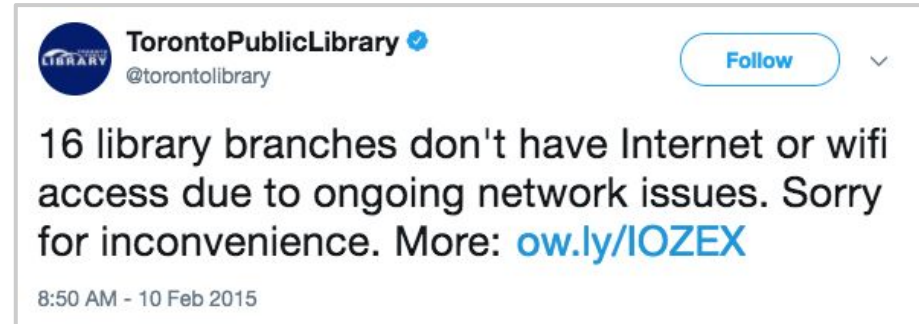 LIBRARY
TorontoPublicLibrary
@torontolibrary
Follow
16 library branches don't have Internet or wifi
access due to ongoing network issues. Sorry
for inconvenience. More: ow.ly/IOZEX
8:50 AM - 10 Feb 2015